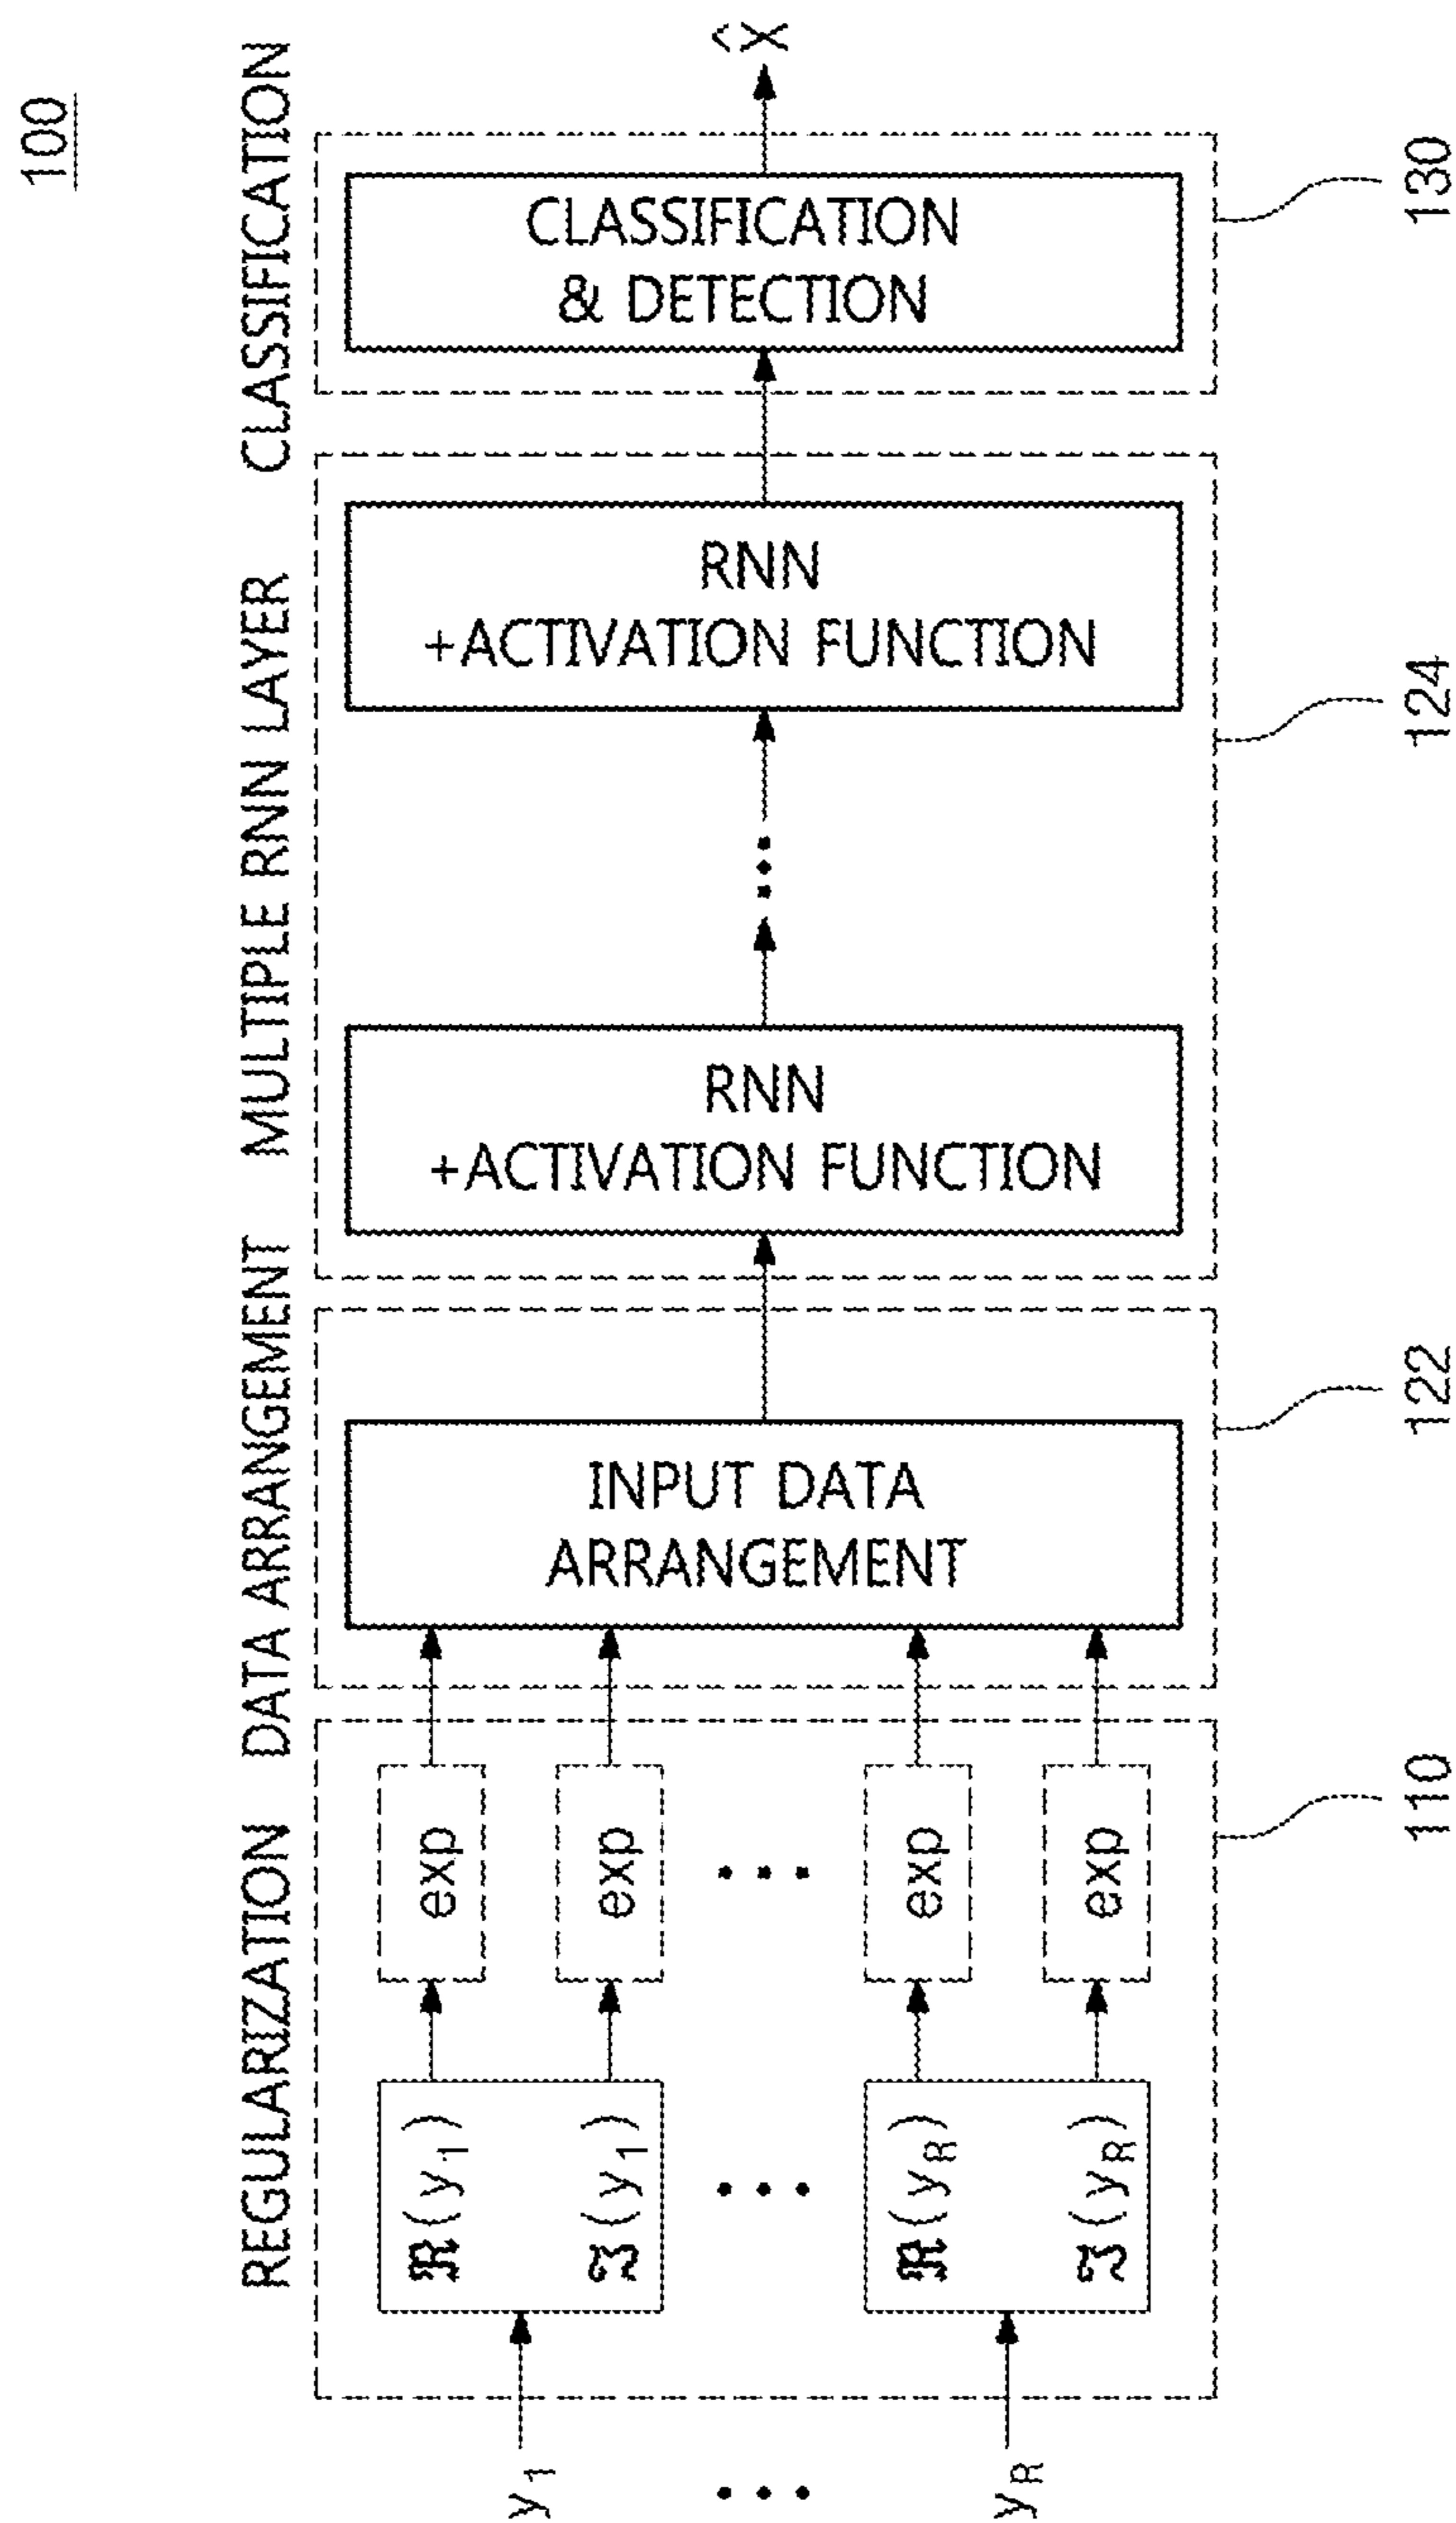 100
REGULARIZATION DATA ARRANGEMENT MULTIPLE RNN LAYER CLASSIFICATION
y1
...
yR
ℜ(y1)
ℑ(y1)
...
ℜ(yR)
ℑ(yR)
exp
exp
...
exp
exp
INPUT DATA
ARRANGEMENT
RNN
+ACTIVATION FUNCTION
...
RNN
+ACTIVATION FUNCTION
CLASSIFICATION
& DETECTION
X̂
110
122
124
130